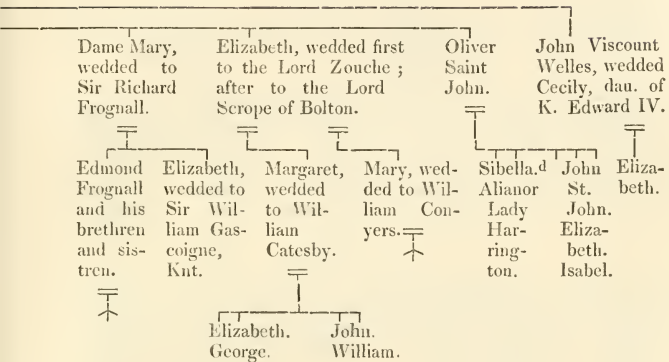 Dame Mary,
wedded to
Sir Richard
Frognall.
Elizabeth, wedded first
to the Lord Zouche ;
after to the Lord
Scrope of Bolton.
Oliver
Saint
John.
John Viscount
Welles, wedded
Cecily, dau. of
K. Edward IV.
Edmond
Frognall
and his
brethren
and sis-
tren.
Elizabeth,
wedded to
Sir Wil-
liam Gas-
coigne,
Knt.
Margaret,
wedded
to Wil-
liam
Catesby.
Mary, wed-
ded to Wil-
liam Con-
yers.
Sibella.d
Alianor
Lady
Har-
ring-
ton.
John
St.
John.
Eliza-
beth.
Isabel.
Eliza-
beth.
Elizabeth.
George.
John.
William.